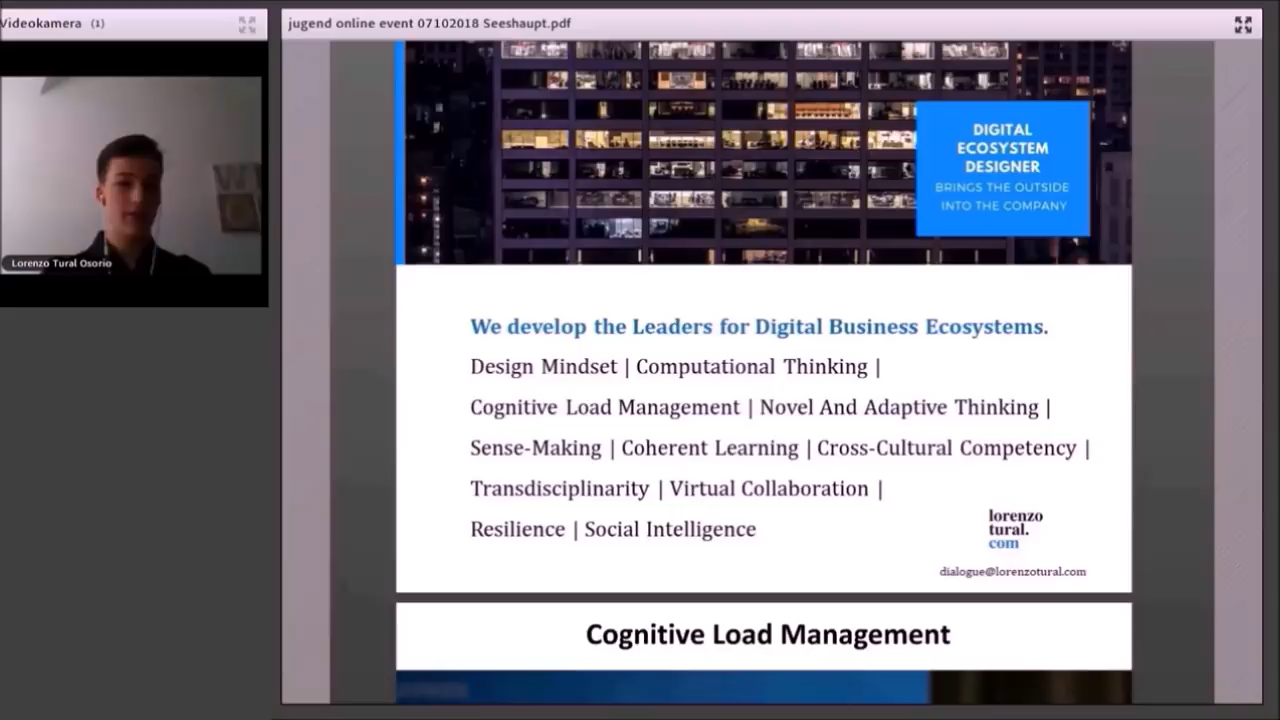 Videokamera (1)
jugend online event 07102018 Seeshaupt.pdf
Lorenzo Tural Osorio
DIGITAL
ECOSYSTEM
DESIGNER
BRINGS THE OUTSIDE
INTO THE COMPANY
We develop the Leaders for Digital Business Ecosystems.
Design Mindset | Computational Thinking |
Cognitive Load Management | Novel And Adaptive Thinking |
Sense-Making | Coherent Learning | Cross-Cultural Competency |
Transdisciplinarity | Virtual Collaboration |
Resilience | Social Intelligence
lorenzo
tural.
com
dialogue@lorenzotural.com
Cognitive Load Management